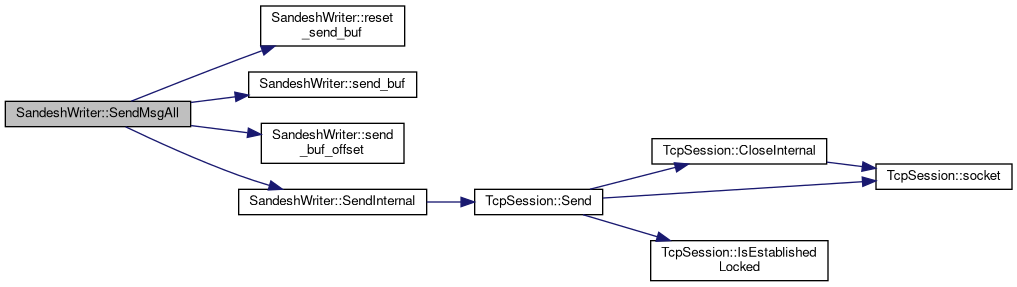 SandeshWriter::SendMsgAll
SandeshWriter::reset
_send_buf
SandeshWriter::send_buf
SandeshWriter::send
_buf_offset
SandeshWriter::SendInternal
TcpSession::Send
TcpSession::CloseInternal
TcpSession::socket
TcpSession::IsEstablished
Locked